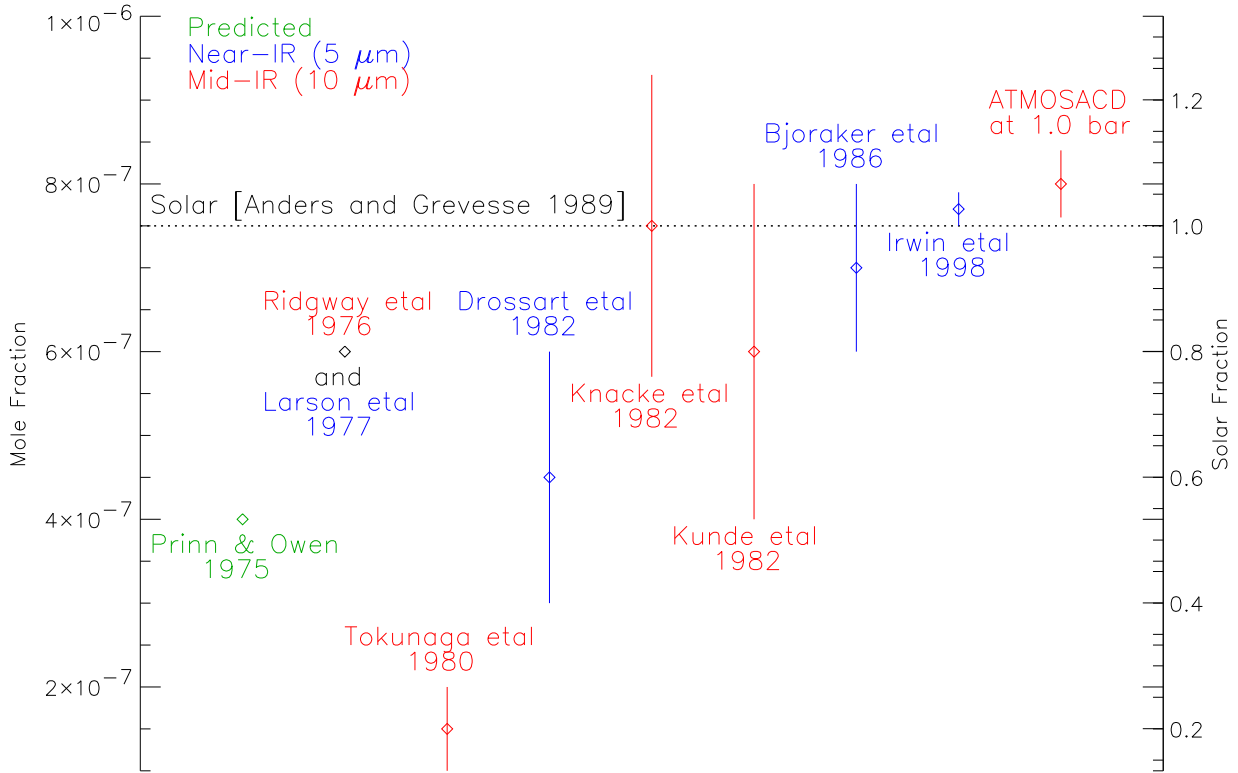 1×10⁻⁶
8×10⁻⁷
6×10⁻⁷
4×10⁻⁷
2×10⁻⁷
Mole Fraction
Predicted
Near-IR (5 μm)
Mid-IR (10 μm)
Solar [Anders and Grevesse 1989]
Prinn & Owen
1975
Ridgway etal
1976
and
Larson etal
1977
Tokunaga etal
1980
Drossart etal
1982
Knacke etal
1982
Kunde etal
1982
Bjoraker etal
1986
Irwin etal
1998
ATMOSACD
at 1.0 bar
1.2
1.0
0.8
0.6
0.4
0.2
Solar Fraction